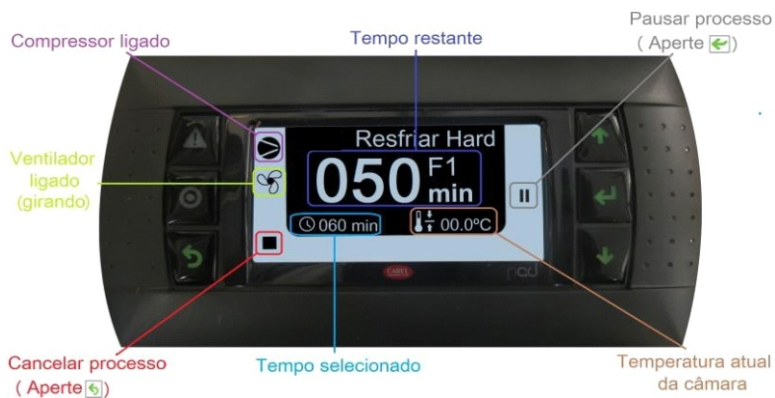 Compressor ligado
Tempo restante
Pausar processo
( Aperte )
Ventilador
ligado
(girando)
Resfriar Hard
050 F1
min
060 min
00.0ºC
CAREL
pGD
Cancelar processo
( Aperte )
Tempo selecionado
Temperatura atual
da câmara